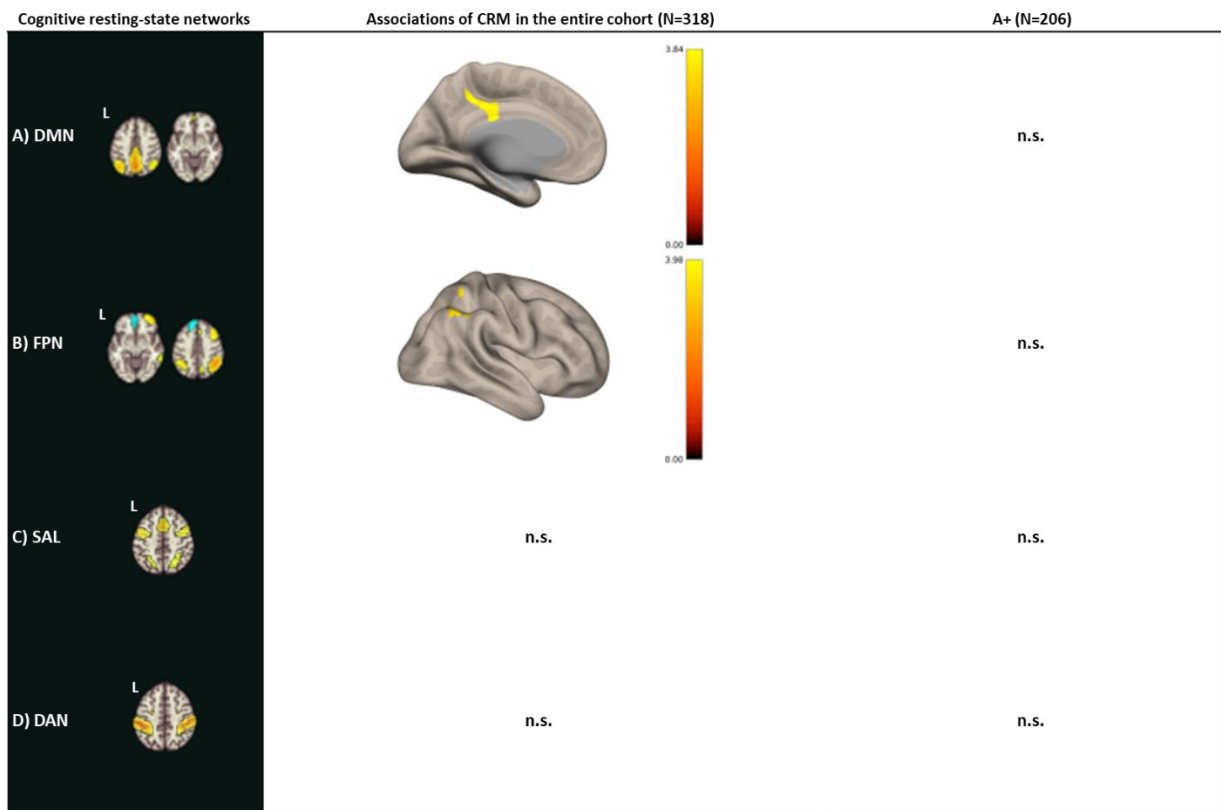 Cognitive resting-state networks
Associations of CRM in the entire cohort (N=318)
A+ (N=206)
L
A) DMN
3.84
0.00
n.s.
L
B) FPN
3.98
0.00
n.s.
L
C) SAL
n.s.
n.s.
L
D) DAN
n.s.
n.s.